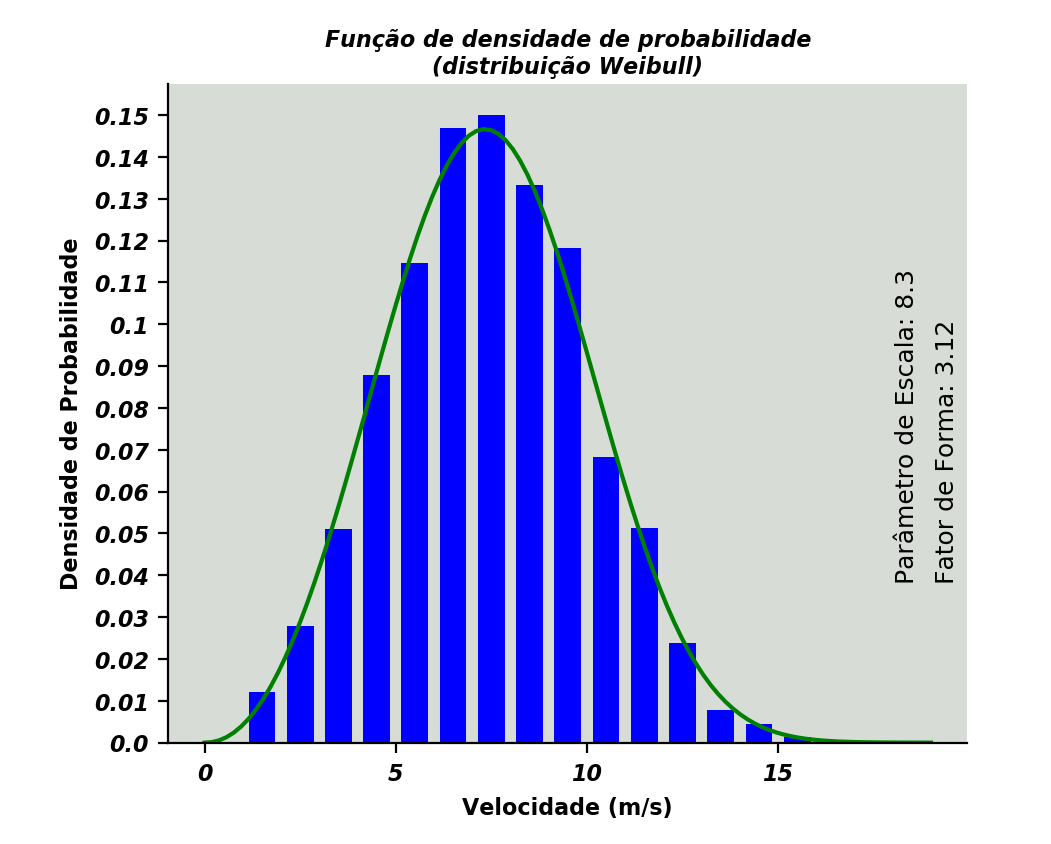 Função de densidade de probabilidade
(distribuição Weibull)
Densidade de Probabilidade
0.15
0.14
0.13
0.12
0.11
0.1
0.09
0.08
0.07
0.06
0.05
0.04
0.03
0.02
0.01
0.0
Parâmetro de Escala: 8.3
Fator de Forma: 3.12
0 5 10 15
Velocidade (m/s)